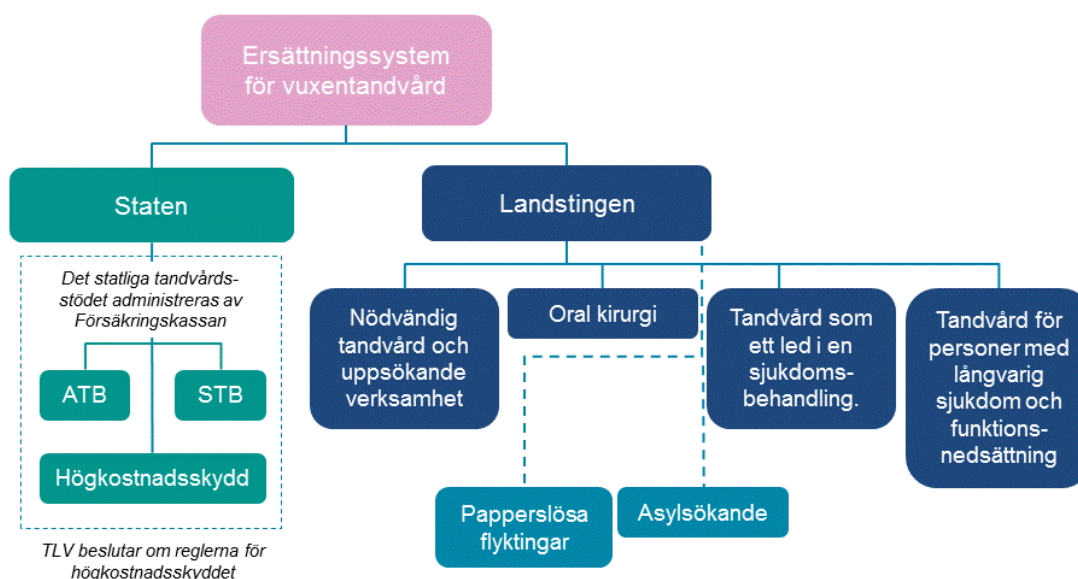 Ersättningssystem
för vuxentandvård
Staten
Landstingen
Det statliga tandvårds-
stödet administreras av
Försäkringskassan
ATB
STB
Högkostnadsskydd
TLV beslutar om reglerna för
högkostnadsskyddet
Nödvändig
tandvård och
uppsökande
verksamhet
Oral kirurgi
Tandvård som
ett led i en
sjukdoms-
behandling.
Tandvård för
personer med
långvarig
sjukdom och
funktions-
nedsättning
Papperslösa
flyktingar
Asylsökande